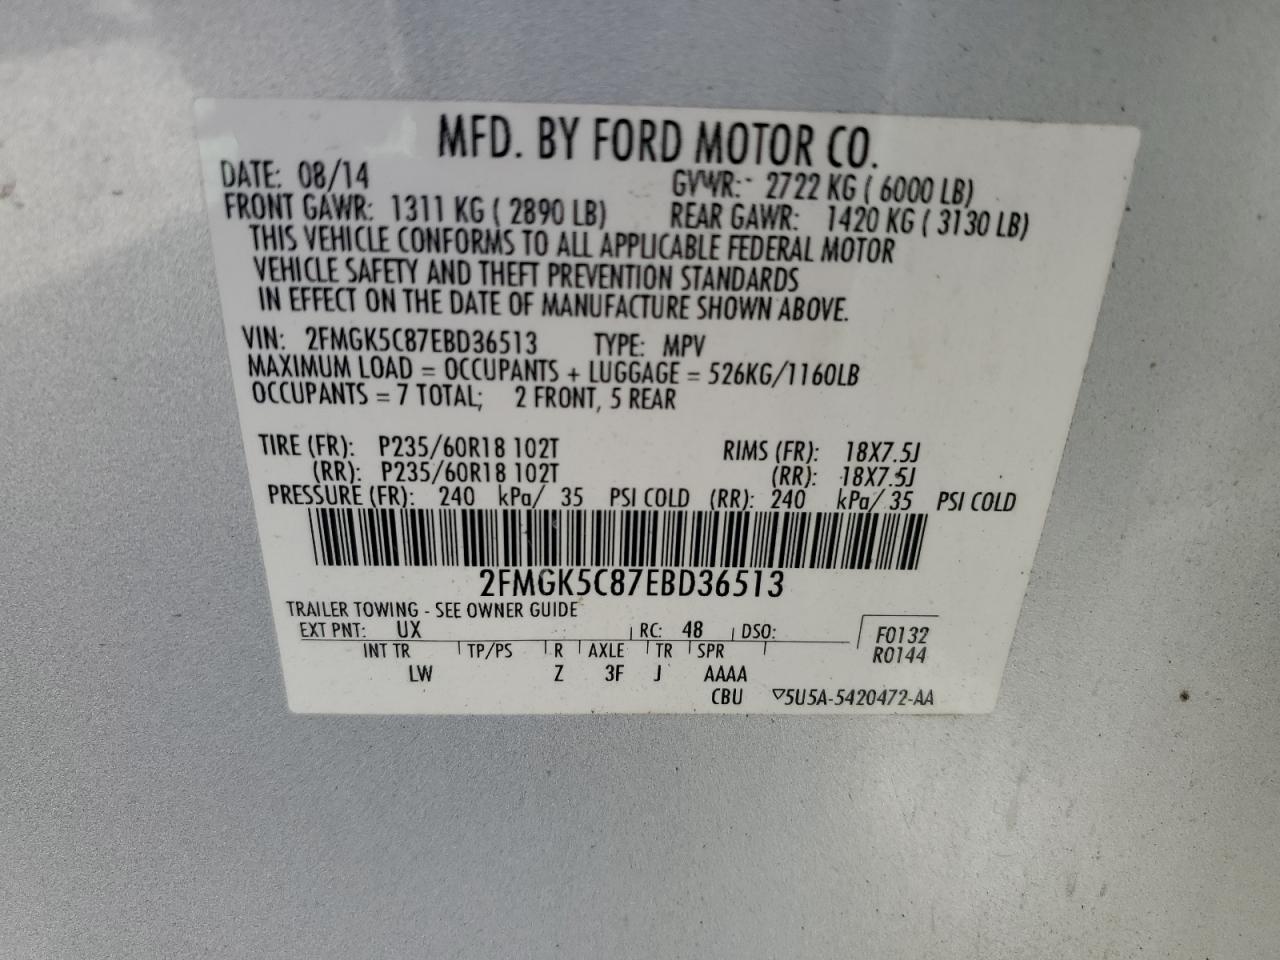 MFD. BY FORD MOTOR CO.
DATE: 08/14 GVWR: 2722 KG ( 6000 LB)
FRONT GAWR: 1311 KG ( 2890 LB) REAR GAWR: 1420 KG ( 3130 LB)
THIS VEHICLE CONFORMS TO ALL APPLICABLE FEDERAL MOTOR
VEHICLE SAFETY AND THEFT PREVENTION STANDARDS
IN EFFECT ON THE DATE OF MANUFACTURE SHOWN ABOVE.
VIN: 2FMGK5C87EBD36513 TYPE: MPV
MAXIMUM LOAD = OCCUPANTS + LUGGAGE = 526KG/1160LB
OCCUPANTS = 7 TOTAL; 2 FRONT, 5 REAR
TIRE (FR): P235/60R18 102T RIMS (FR): 18X7.5J
(RR): P235/60R18 102T (RR): 18X7.5J
PRESSURE (FR): 240 kPa/ 35 PSI COLD (RR): 240 kPa/ 35 PSI COLD
2FMGK5C87EBD36513
TRAILER TOWING - SEE OWNER GUIDE
EXT PNT: UX RC: 48 DSO: F0132
INT TR TP/PS R AXLE TR SPR R0144
LW Z 3F J AAAA
CBU ▽5U5A-5420472-AA